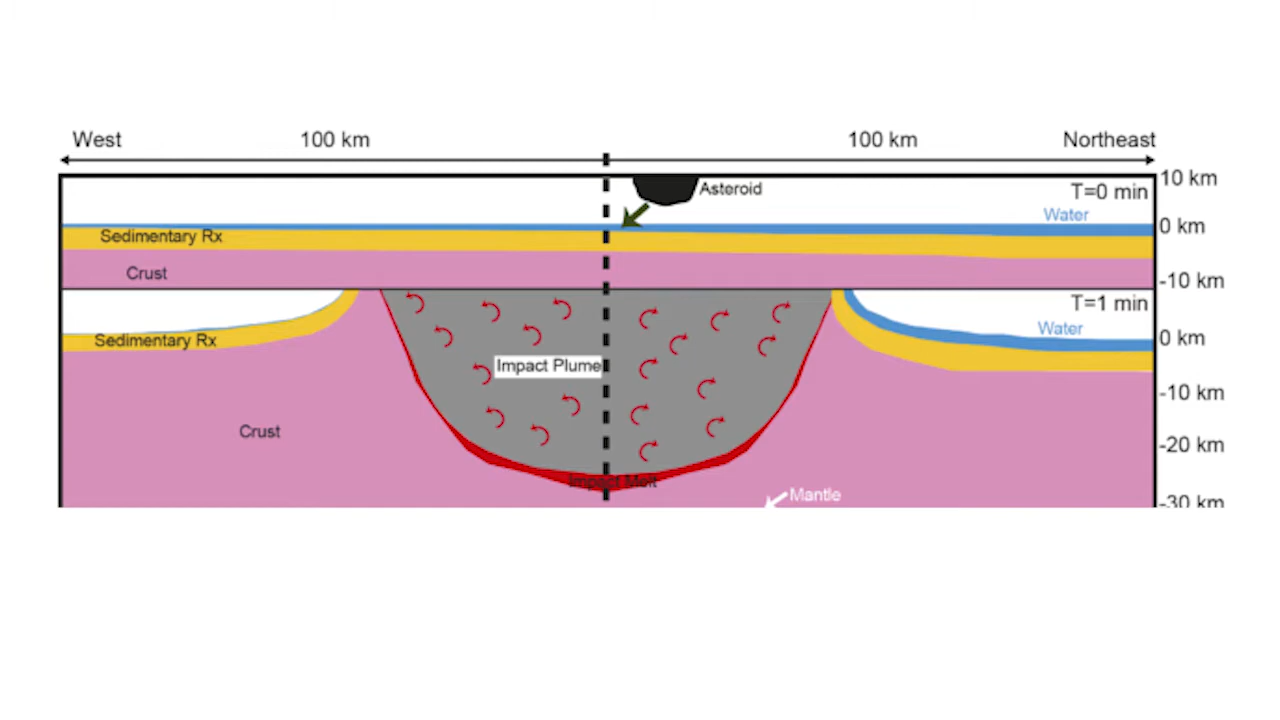 West 100 km 100 km Northeast
10 km
Asteroid T=0 min
Water
0 km
Sedimentary Rx
Crust
-10 km
T=1 min
Water
0 km
Sedimentary Rx
Impact Plume
-10 km
Crust
-20 km
Impact Melt
Mantle
-30 km